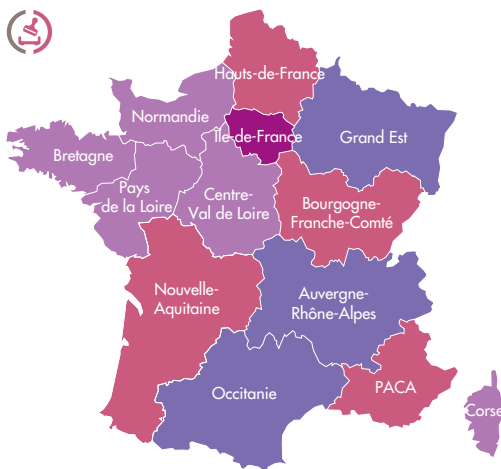 Hauts-de-France
Normandie
Île-de-France
Grand Est
Bretagne
Pays
de la Loire
Centre-
Val de Loire
Bourgogne-
Franche-Comté
Nouvelle-
Aquitaine
Auvergne-
Rhône-Alpes
Occitanie
PACA
Corse